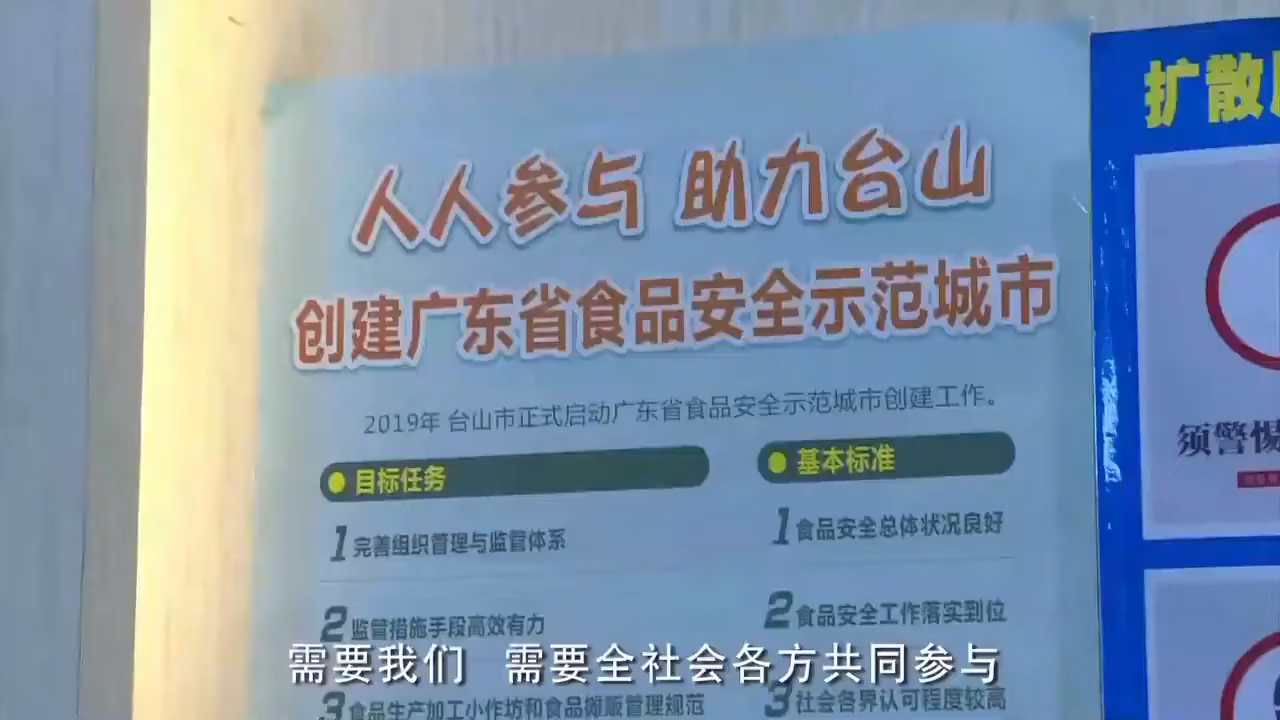 人人参与 助力台山
创建广东省食品安全示范城市
2019年 台山市正式启动广东省食品安全示范城市创建工作。
目标任务
1 完善组织管理与监管体系
2 监管措施手段高效有力
3 食品生产加工小作坊和食品摊贩管理规范
基本标准
1 食品安全总体状况良好
2 食品安全工作落实到位
3 社会各界认可程度较高
扩散
须警惕
需要我们 需要全社会各方共同参与